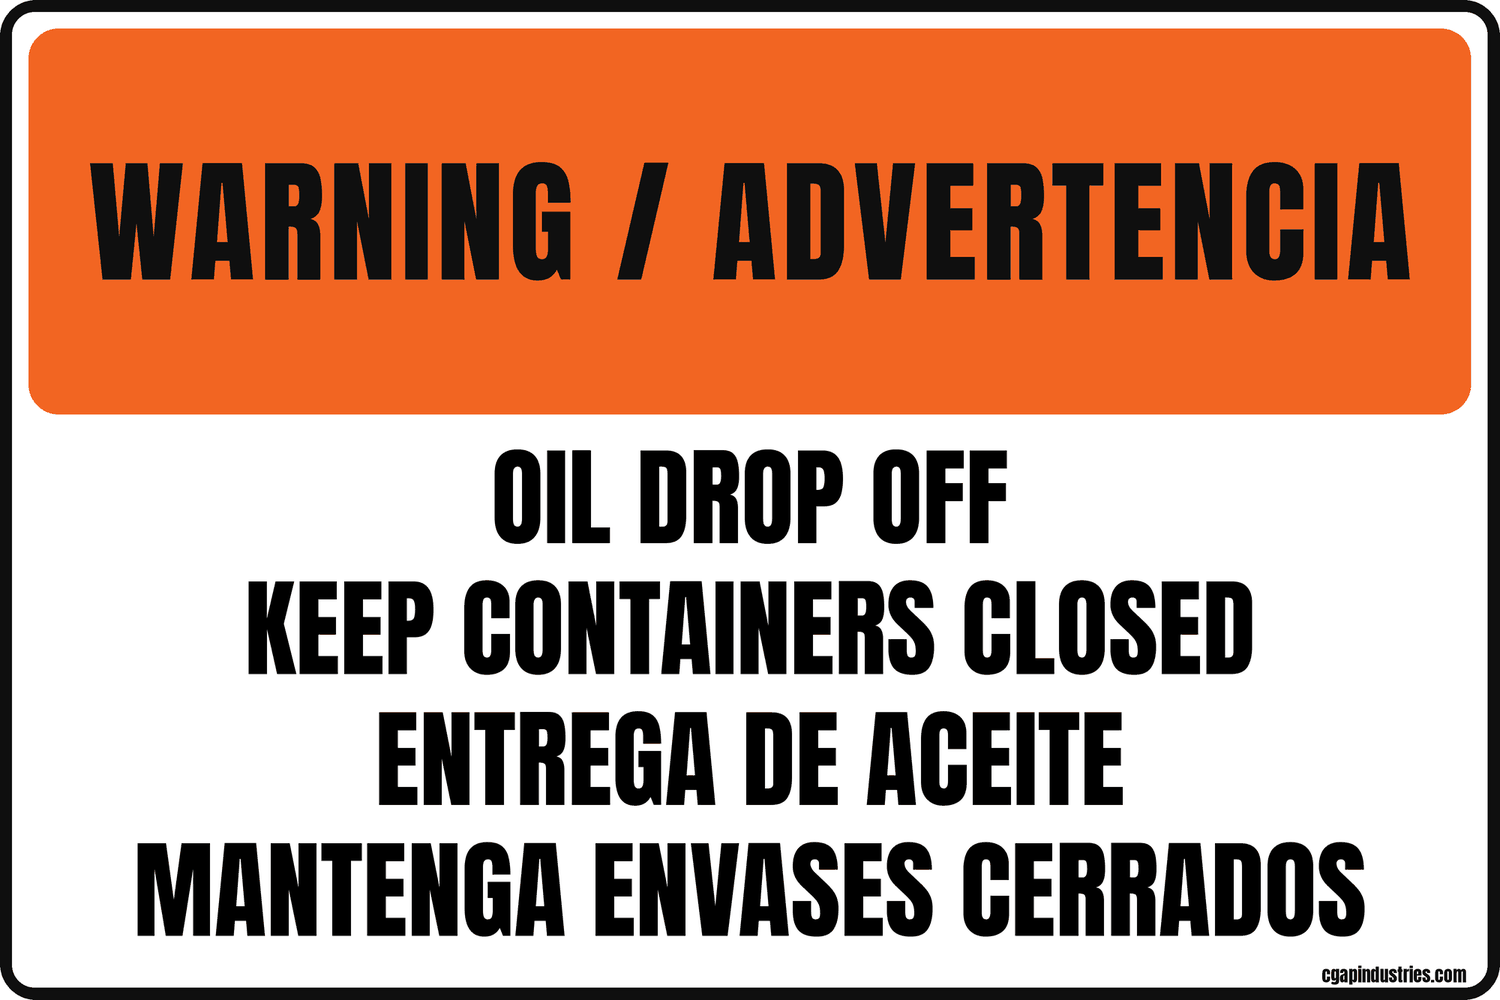 WARNING / ADVERTENCIA
OIL DROP OFF
KEEP CONTAINERS CLOSED
ENTREGA DE ACEITE
MANTENGA ENVASES CERRADOS
cgapindustries.com